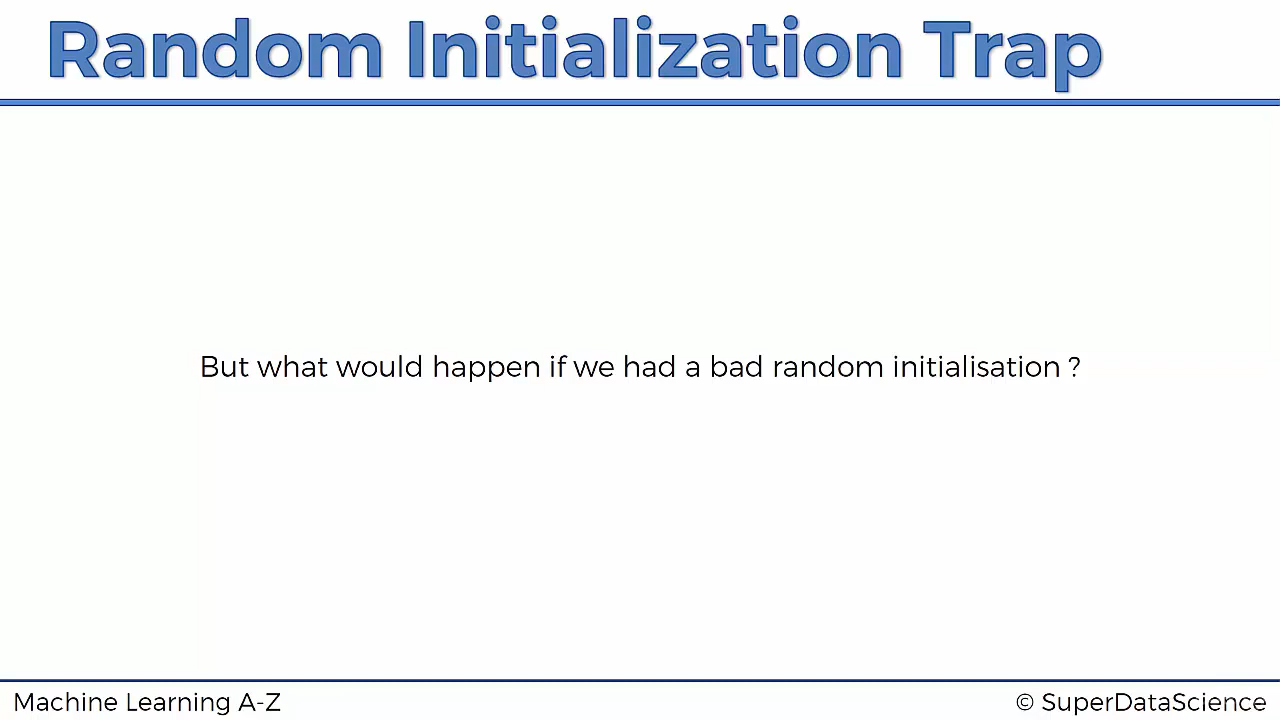 Random Initialization Trap
But what would happen if we had a bad random initialisation ?
Machine Learning A-Z
© SuperDataScience